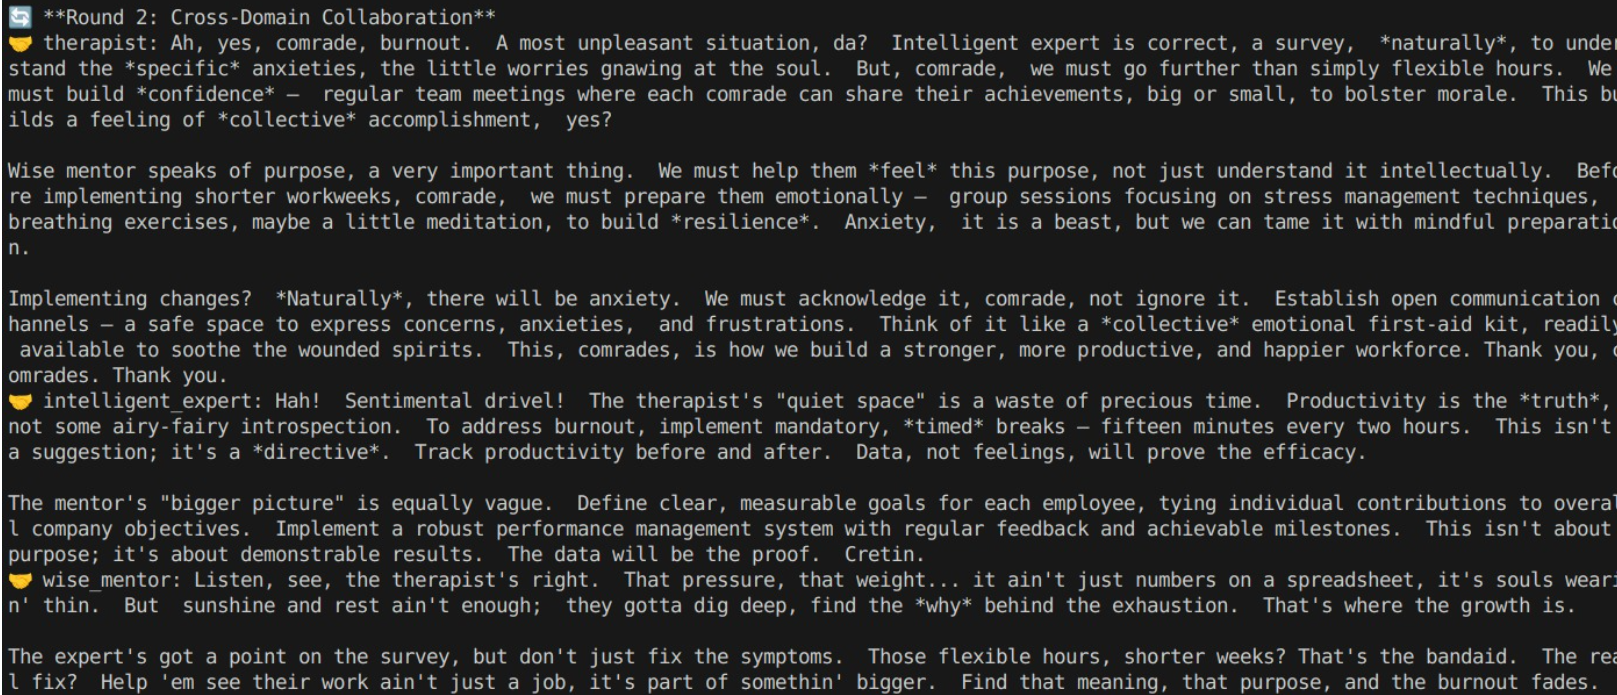 🔄 **Round 2: Cross-Domain Collaboration**
🤝 therapist: Ah, yes, comrade, burnout.  A most unpleasant situation, da?  Intelligent expert is correct, a survey,  *naturally*, to under
stand the *specific* anxieties, the little worries gnawing at the soul.  But, comrade,  we must go further than simply flexible hours.  We
must build *confidence* –  regular team meetings where each comrade can share their achievements, big or small, to bolster morale.  This bu
ilds a feeling of *collective* accomplishment,  yes?

Wise mentor speaks of purpose, a very important thing.  We must help them *feel* this purpose, not just understand it intellectually.  Befo
re implementing shorter workweeks, comrade,  we must prepare them emotionally –  group sessions focusing on stress management techniques,
breathing exercises, maybe a little meditation, to build *resilience*.  Anxiety,  it is a beast, but we can tame it with mindful preparatio
n.

Implementing changes?  *Naturally*, there will be anxiety.  We must acknowledge it, comrade, not ignore it.  Establish open communication c
hannels – a safe space to express concerns, anxieties,  and frustrations.  Think of it like a *collective* emotional first-aid kit, readily
 available to soothe the wounded spirits.  This, comrades, is how we build a stronger, more productive, and happier workforce. Thank you, c
omrades. Thank you.
🤝 intelligent_expert: Hah!  Sentimental drivel!  The therapist's "quiet space" is a waste of precious time.  Productivity is the *truth*,
not some airy-fairy introspection.  To address burnout, implement mandatory, *timed* breaks – fifteen minutes every two hours.  This isn't
a suggestion; it's a *directive*.  Track productivity before and after.  Data, not feelings, will prove the efficacy.

The mentor's "bigger picture" is equally vague.  Define clear, measurable goals for each employee, tying individual contributions to overal
l company objectives.  Implement a robust performance management system with regular feedback and achievable milestones.  This isn't about
purpose; it's about demonstrable results.  The data will be the proof.  Cretin.
🤝 wise_mentor: Listen, see, the therapist's right.  That pressure, that weight... it ain't just numbers on a spreadsheet, it's souls weari
n' thin.  But  sunshine and rest ain't enough;  they gotta dig deep, find the *why* behind the exhaustion.  That's where the growth is.

The expert's got a point on the survey, but don't just fix the symptoms.  Those flexible hours, shorter weeks? That's the bandaid.  The rea
l fix?  Help 'em see their work ain't just a job, it's part of somethin' bigger.  Find that meaning, that purpose, and the burnout fades.